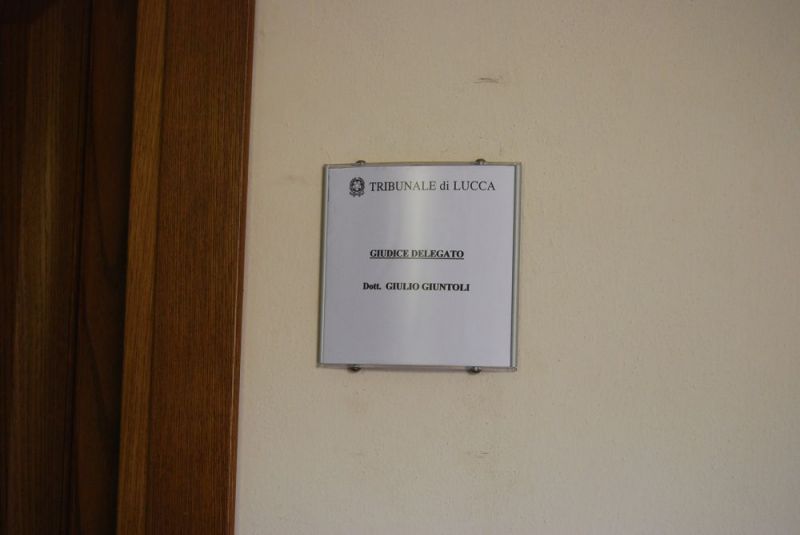 TRIBUNALE di LUCCA
GIUDICE DELEGATO
Dott. GIULIO GIUNTOLI